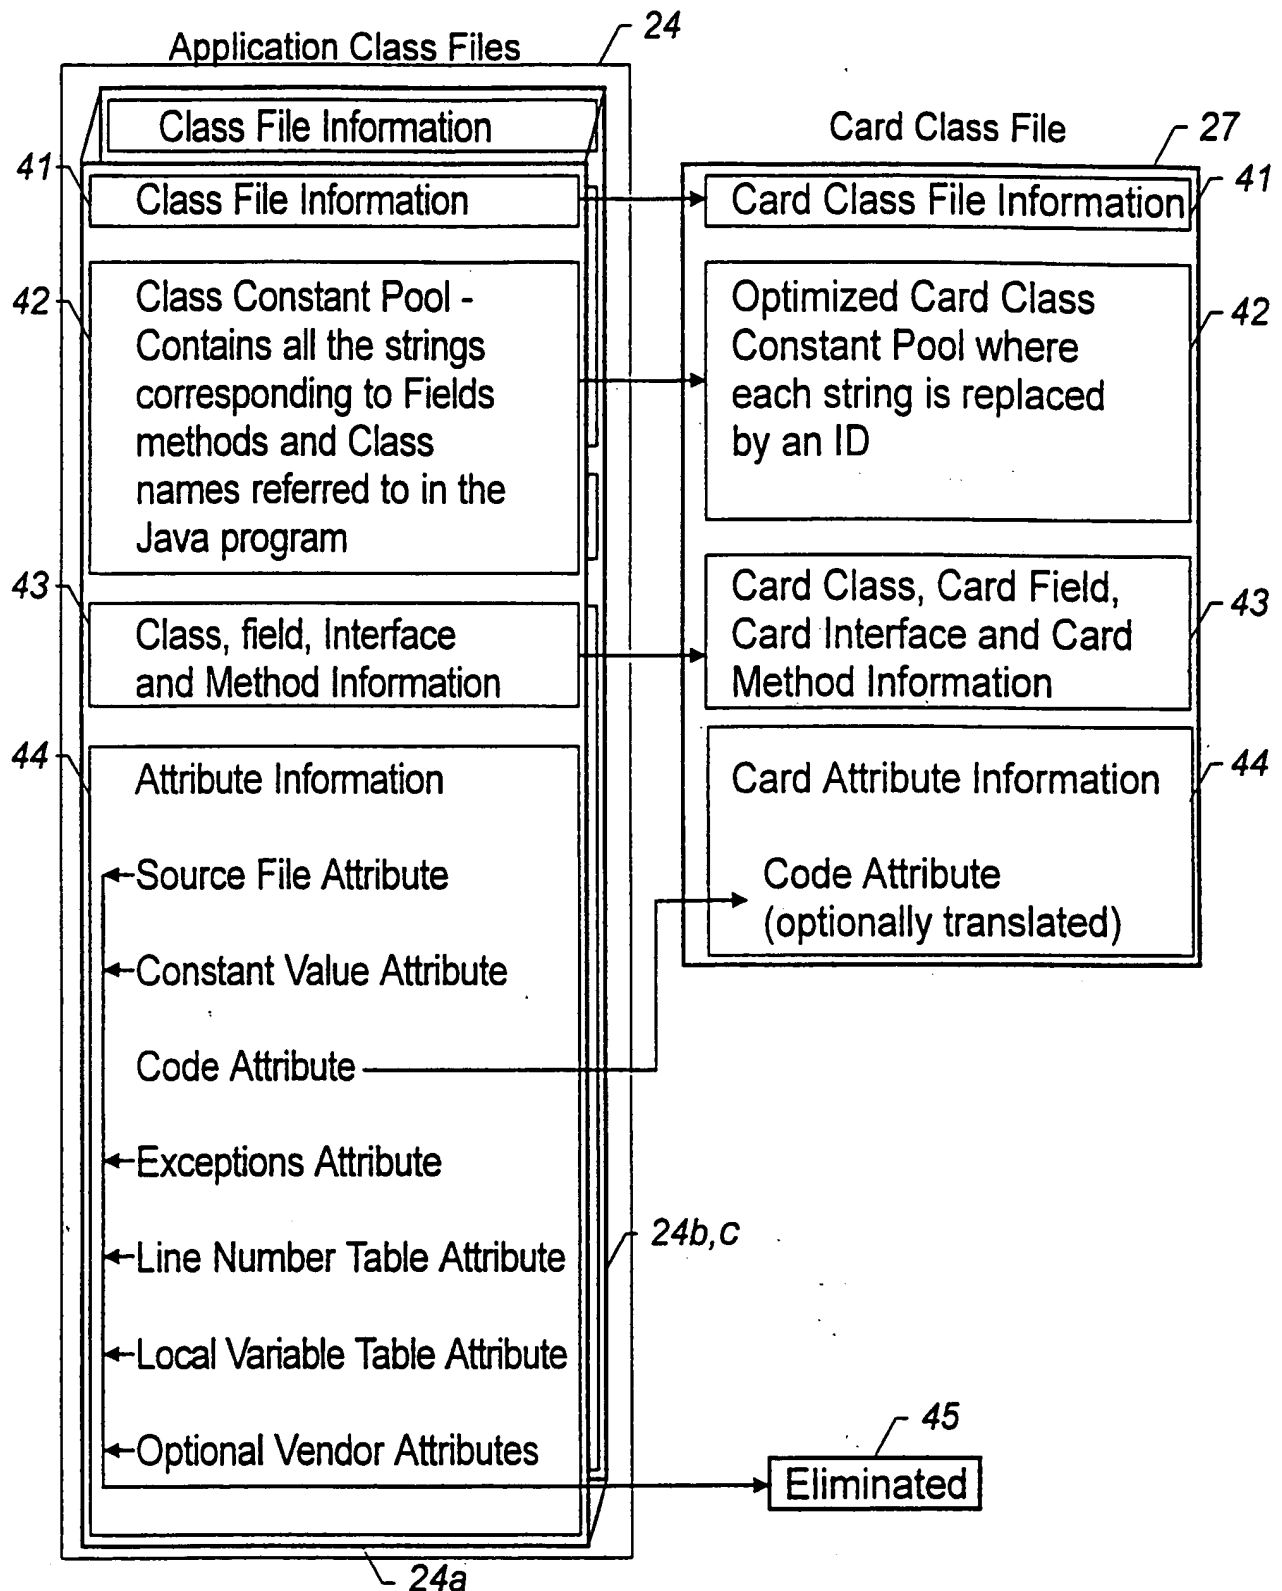 24
Application Class Files
Class File Information
41
Class File Information
42
Class Constant Pool -
Contains all the strings
corresponding to Fields
methods and Class
names referred to in the
Java program
43
Class, field, Interface
and Method Information
44
Attribute Information
Source File Attribute
Constant Value Attribute
Code Attribute
Exceptions Attribute
Line Number Table Attribute
Local Variable Table Attribute
Optional Vendor Attributes
24a
24b,c
Card Class File
27
Card Class File Information
41
Optimized Card Class
Constant Pool where
each string is replaced
by an ID
42
Card Class, Card Field,
Card Interface and Card
Method Information
43
Card Attribute Information
44
Code Attribute
(optionally translated)
45
Eliminated